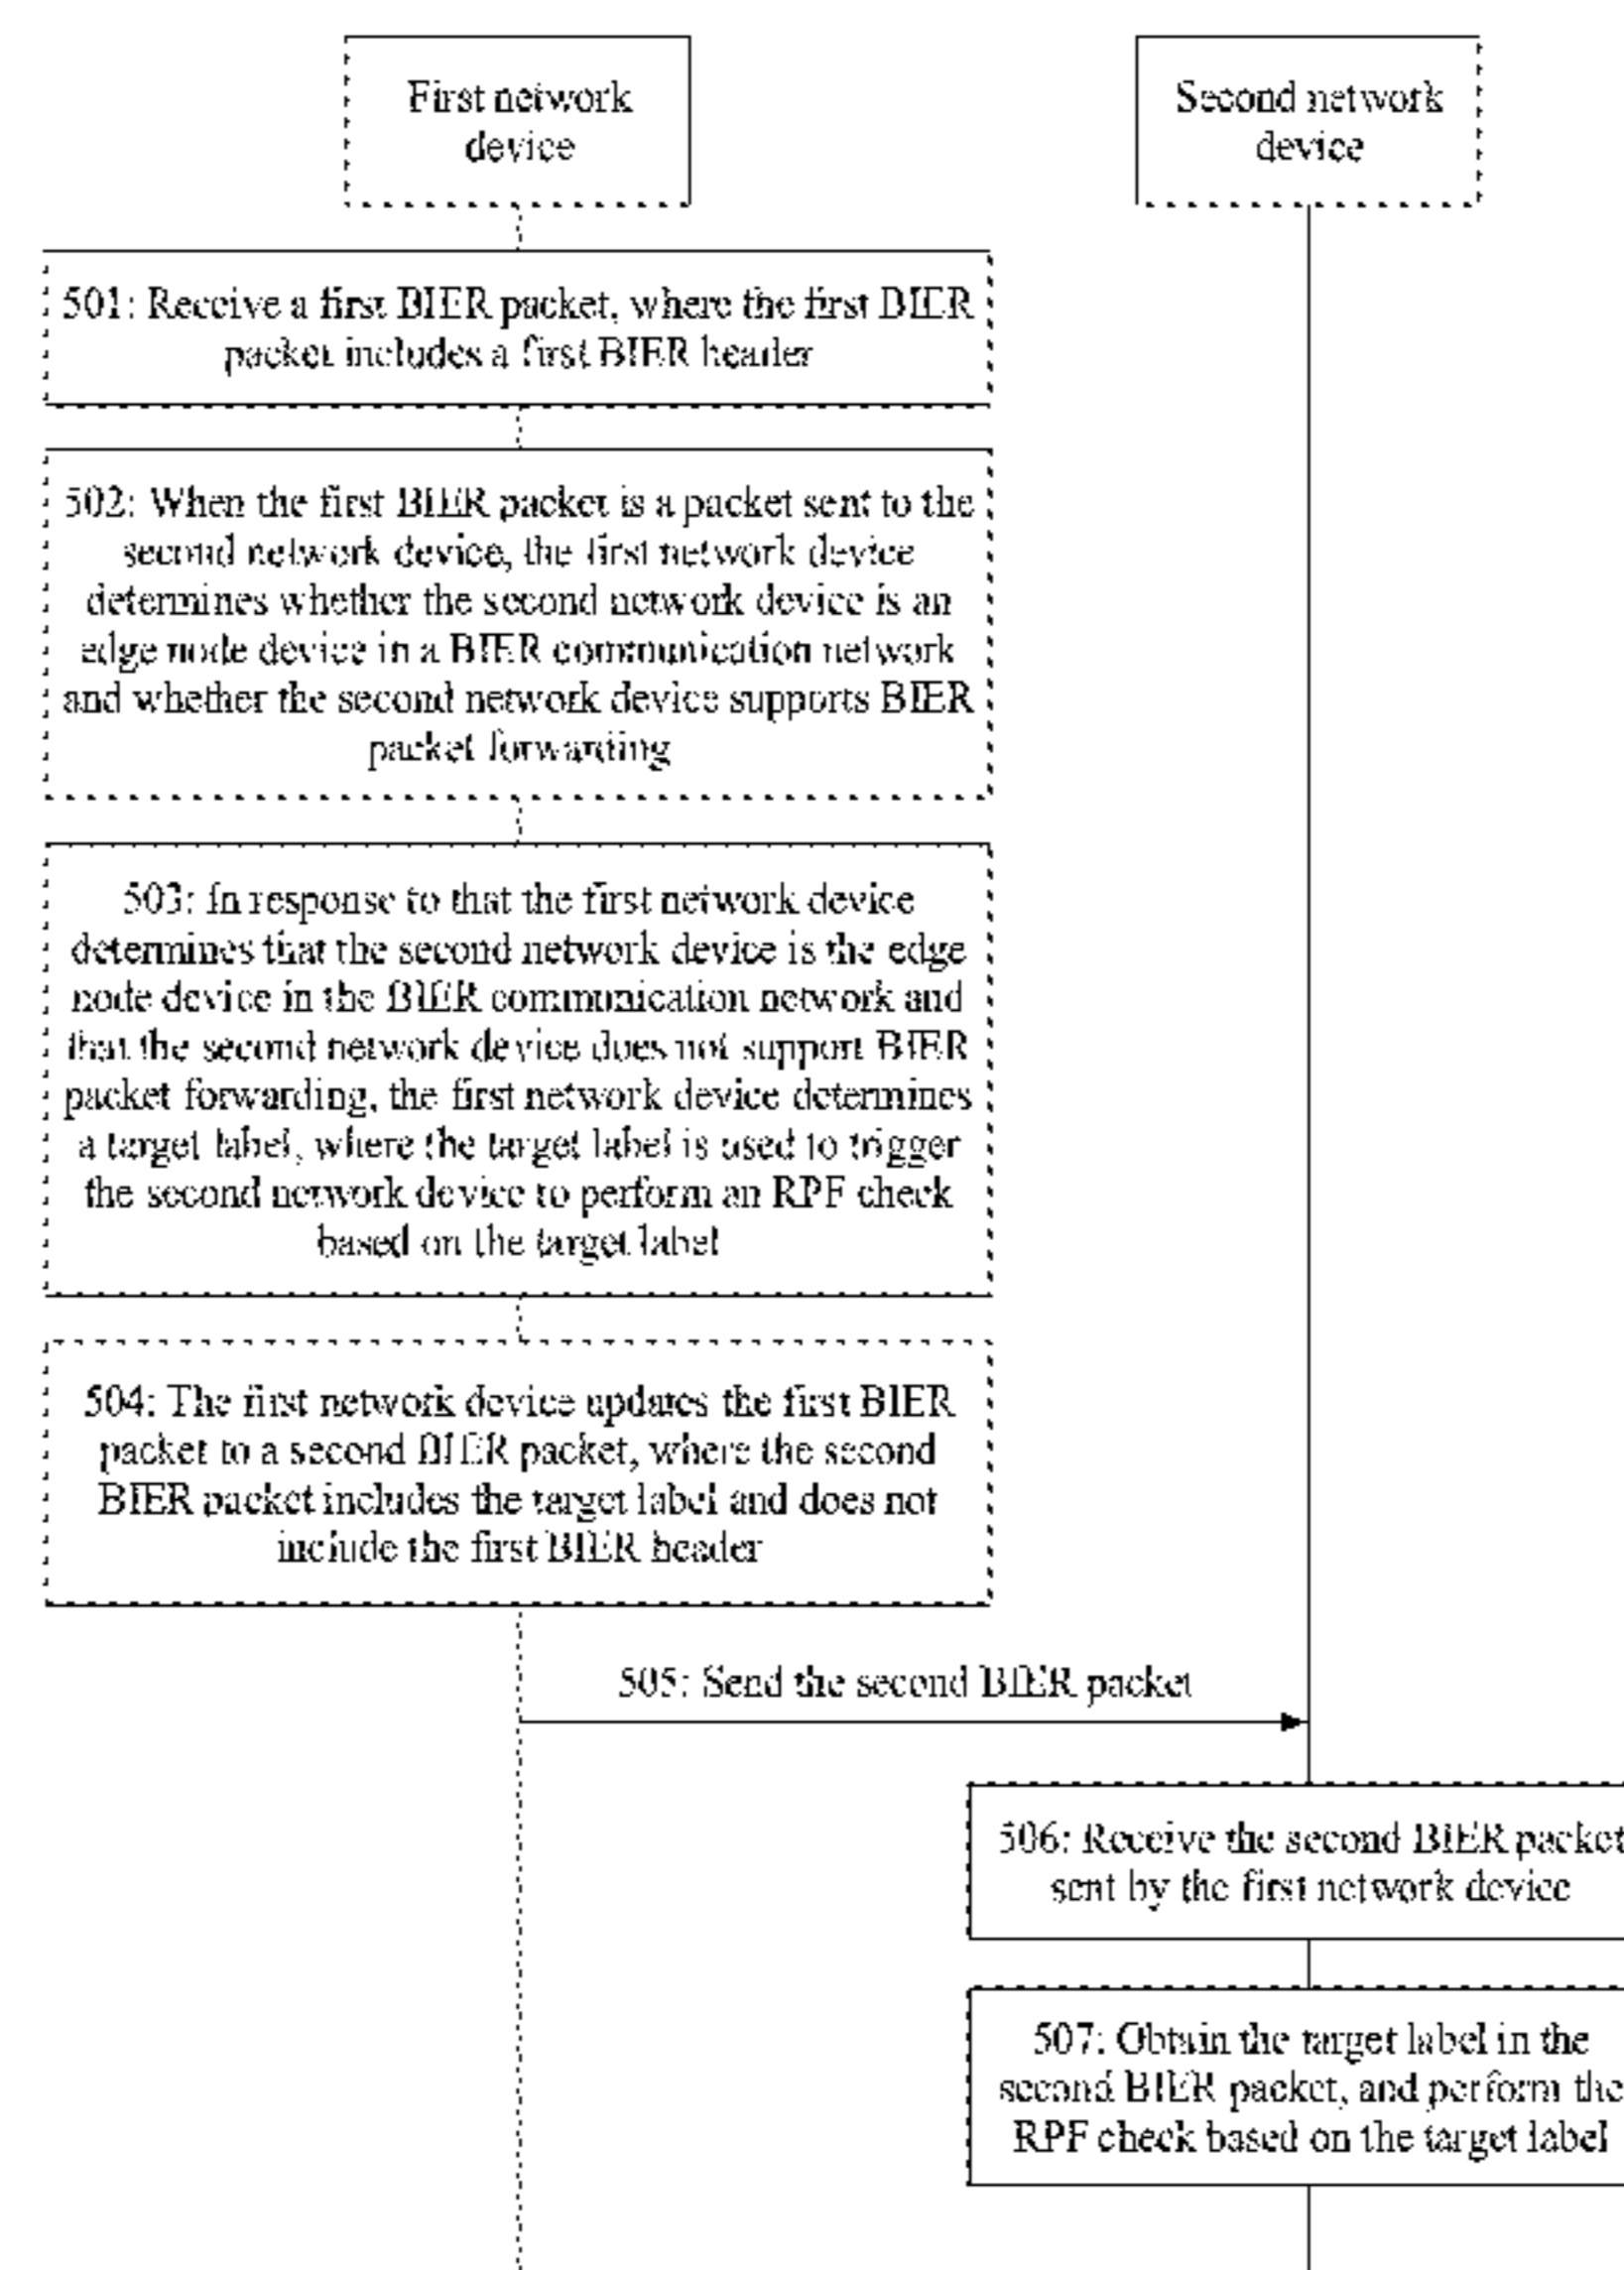 First network
device
Second network
device
501: Receive a first BIER packet, where the first BIER
packet includes a first BIER header
502: When the first BIER packet is a packet sent to the
second network device, the first network device
determines whether the second network device is an
edge node device in a BIER communication network
and whether the second network device supports BIER
packet forwarding
503: In response to that the first network device
determines that the second network device is the edge
node device in the BIER communication network and
that the second network device does not support BIER
packet forwarding, the first network device determines
a target label, where the target label is used to trigger
the second network device to perform an RPF check
based on the target label
504: The first network device updates the first BIER
packet to a second BIER packet, where the second
BIER packet includes the target label and does not
include the first BIER header
505: Send the second BIER packet
506: Receive the second BIER packet
sent by the first network device
507: Obtain the target label in the
second BIER packet, and perform the
RPF check based on the target label